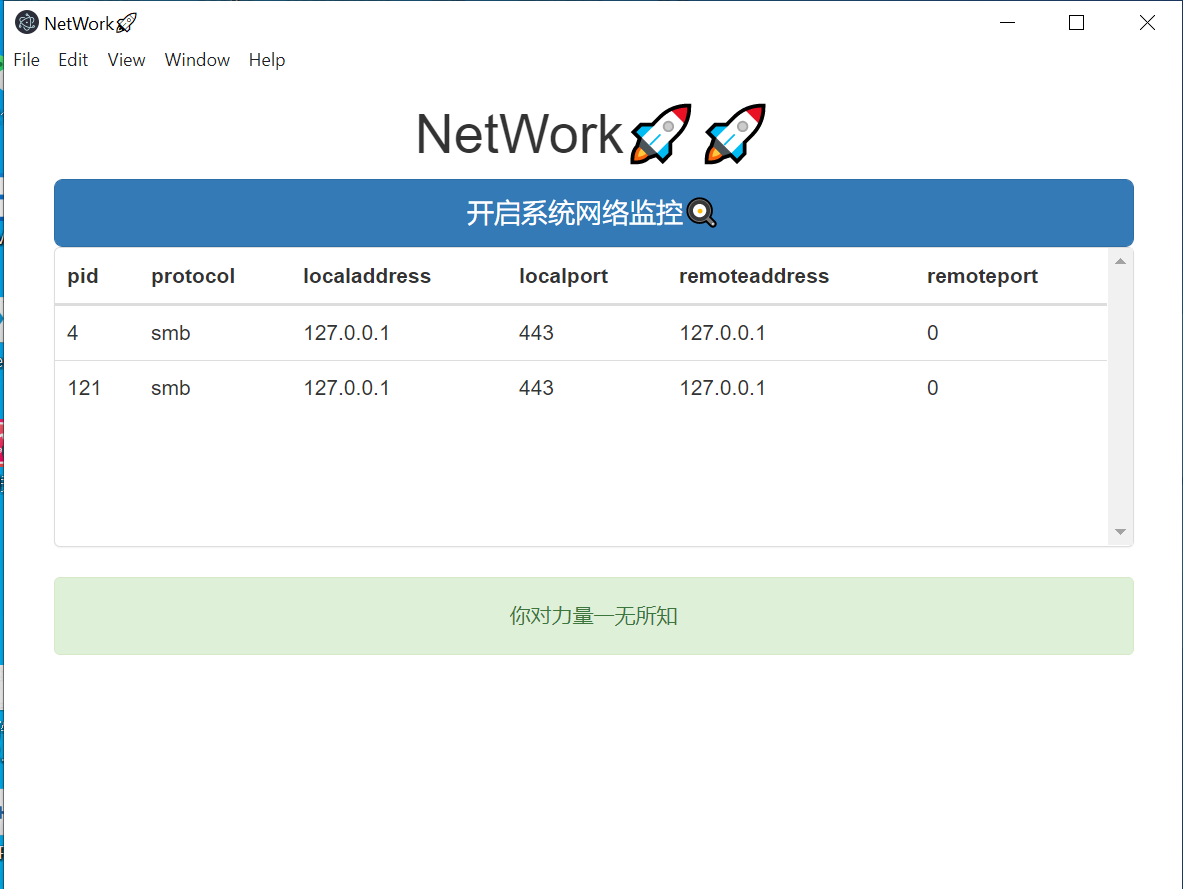 NetWork🚀
File Edit View Window Help
NetWork🚀 🚀
开启系统网络监控🍳
pid protocol localaddress localport remoteaddress remoteport
4 smb 127.0.0.1 443 127.0.0.1 0
121 smb 127.0.0.1 443 127.0.0.1 0
你对力量一无所知